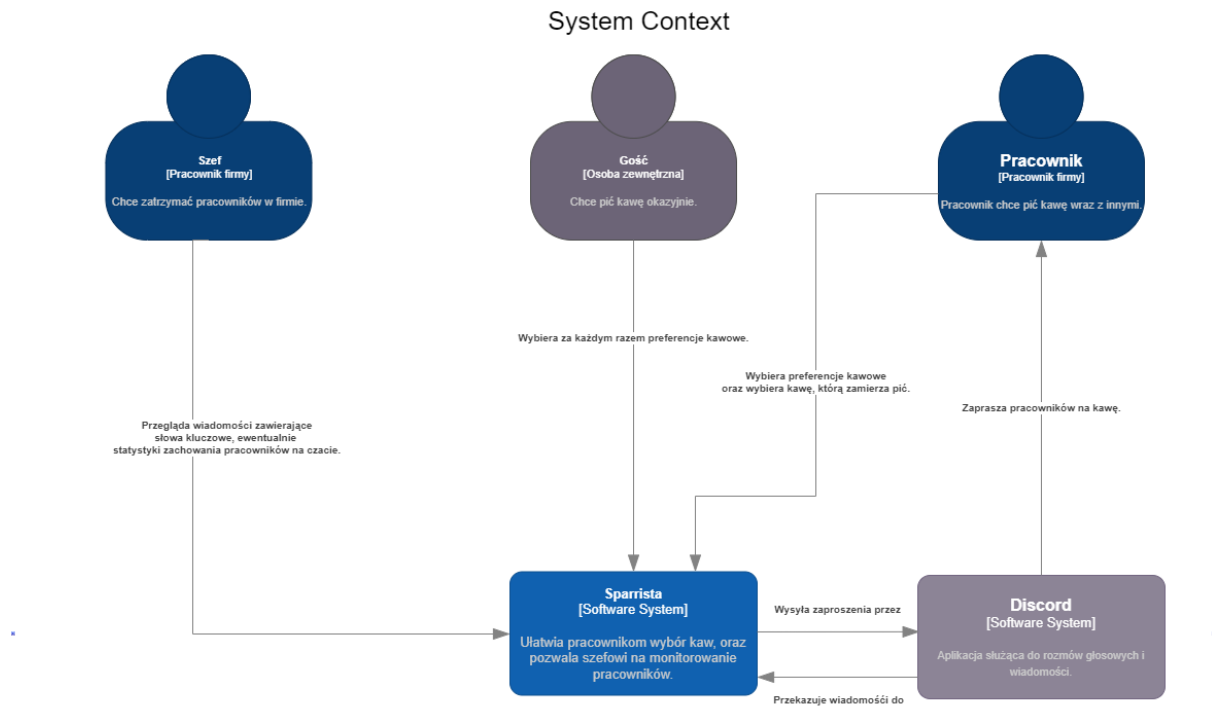 System Context
Szef
[Pracownik firmy]
Chce zatrzymać pracowników w firmie.
Gość
[Osoba zewnętrzna]
Chce pić kawę okazyjnie.
Pracownik
[Pracownik firmy]
Pracownik chce pić kawę wraz z innymi.
Wybiera za każdym razem preferencje kawowe.
Wybiera preferencje kawowe
oraz wybiera kawę, którą zamierza pić.
Zaprasza pracowników na kawę.
Przegląda wiadomości zawierające
słowa kluczowe, ewentualnie
statystyki zachowania pracowników na czacie.
Sparrista
[Software System]
Ułatwia pracownikom wybór kaw, oraz
pozwala szefowi na monitorowanie
pracowników.
Wysyła zaproszenia przez
Discord
[Software System]
Aplikacja służąca do rozmów głosowych i
wiadomości.
Przekazuje wiadomośći do